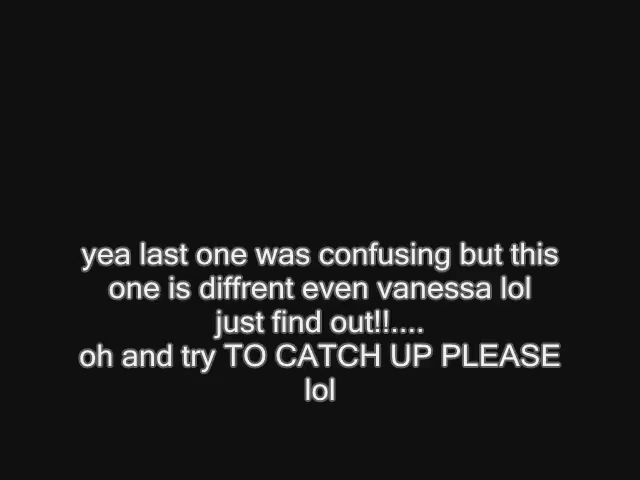 yea last one was confusing but this
one is diffrent even vanessa lol
just find out!!....
oh and try TO CATCH UP PLEASE
lol